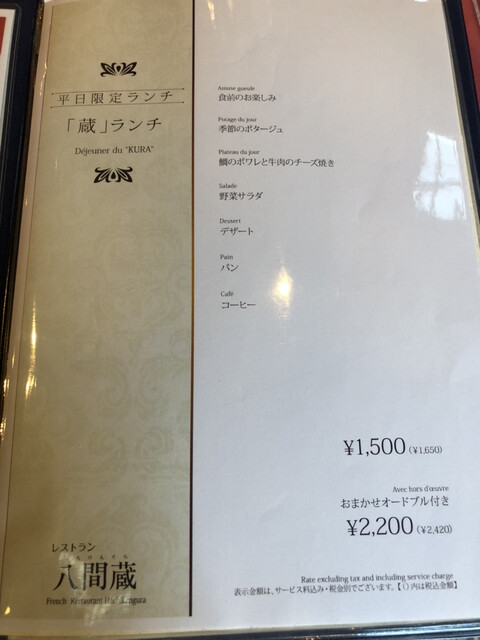 平日限定ランチ
「蔵」ランチ
Déjeuner du "KURA"
Amuse gueule
食前のお楽しみ
Potage du jour
季節のポタージュ
Plateau du jour
鯛のポワレと牛肉のチーズ焼き
Salade
野菜サラダ
Dessert
デザート
Pain
パン
Café
コーヒー
¥1,500(¥1,650)
Avec hors d'œuvre
おまかせオードブル付き
¥2,200(¥2,420)
レストラン
八間蔵
French Restaurant
Rate excluding tax and including service charge
表示金額は、サービス料込み・税金別でございます。【( )内は税込金額】